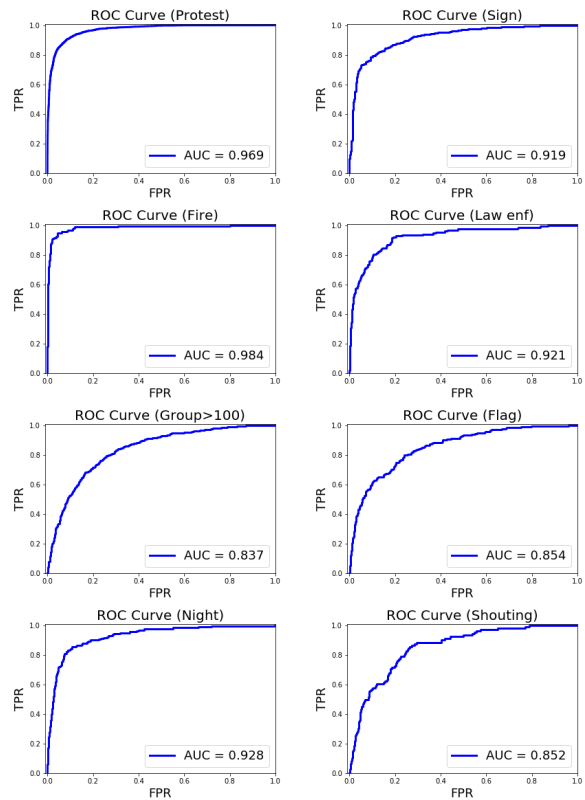 ROC Curve (Protest)
1.0
0.8
0.6
0.4
0.2
0.0
TPR
AUC = 0.969
0.0 0.2 0.4 0.6 0.8 1.0
FPR
ROC Curve (Sign)
1.0
0.8
0.6
0.4
0.2
0.0
TPR
AUC = 0.919
0.0 0.2 0.4 0.6 0.8 1.0
FPR
ROC Curve (Fire)
1.0
0.8
0.6
0.4
0.2
0.0
TPR
AUC = 0.984
0.0 0.2 0.4 0.6 0.8 1.0
FPR
ROC Curve (Law enf)
1.0
0.8
0.6
0.4
0.2
0.0
TPR
AUC = 0.921
0.0 0.2 0.4 0.6 0.8 1.0
FPR
ROC Curve (Group>100)
1.0
0.8
0.6
0.4
0.2
0.0
TPR
AUC = 0.837
0.0 0.2 0.4 0.6 0.8 1.0
FPR
ROC Curve (Flag)
1.0
0.8
0.6
0.4
0.2
0.0
TPR
AUC = 0.854
0.0 0.2 0.4 0.6 0.8 1.0
FPR
ROC Curve (Night)
1.0
0.8
0.6
0.4
0.2
0.0
TPR
AUC = 0.928
0.0 0.2 0.4 0.6 0.8 1.0
FPR
ROC Curve (Shouting)
1.0
0.8
0.6
0.4
0.2
0.0
TPR
AUC = 0.852
0.0 0.2 0.4 0.6 0.8 1.0
FPR